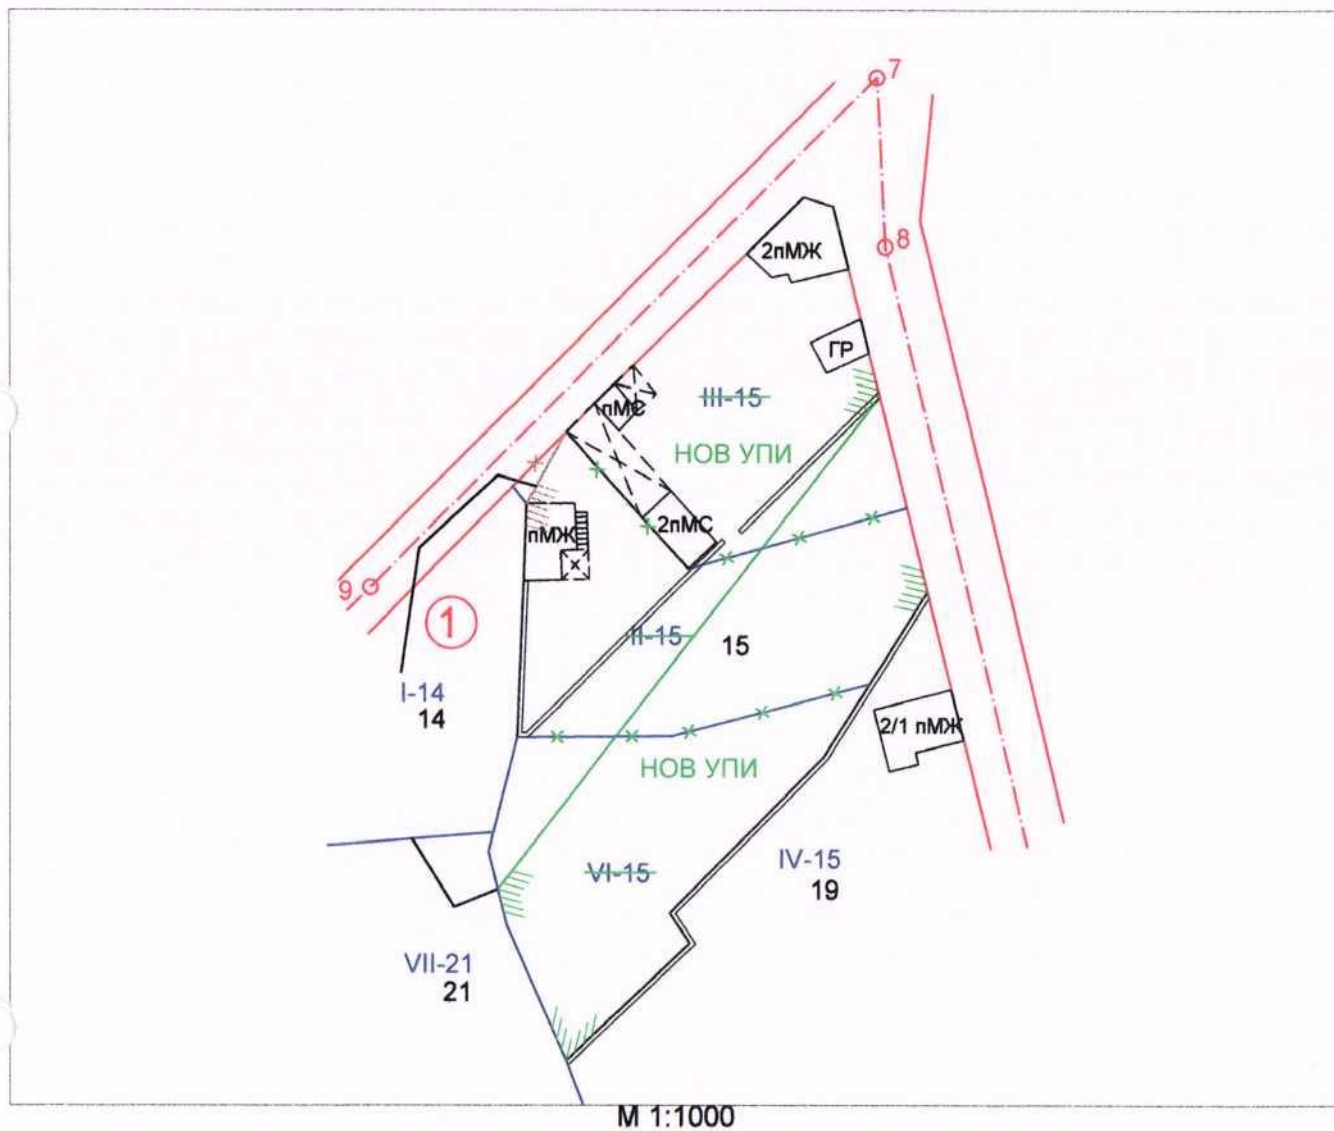 7
8
2пМЖ
ГР
III-15
пМС
НОВ УПИ
2пМС
пМЖ
9
1
II-15
15
I-14
14
2/1 пМЖ
НОВ УПИ
IV-15
19
VI-15
VII-21
21
М 1:1000